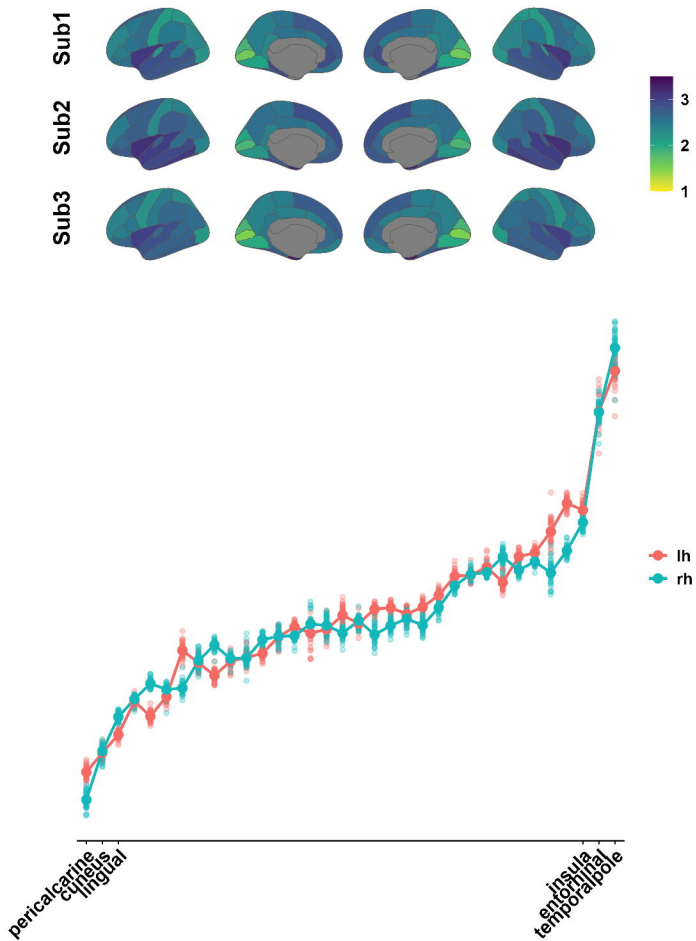 Sub1
Sub2
Sub3
3
2
1
lh
rh
pericalcarine
cuneus
lingual
insula
entorhinal
temporalpole